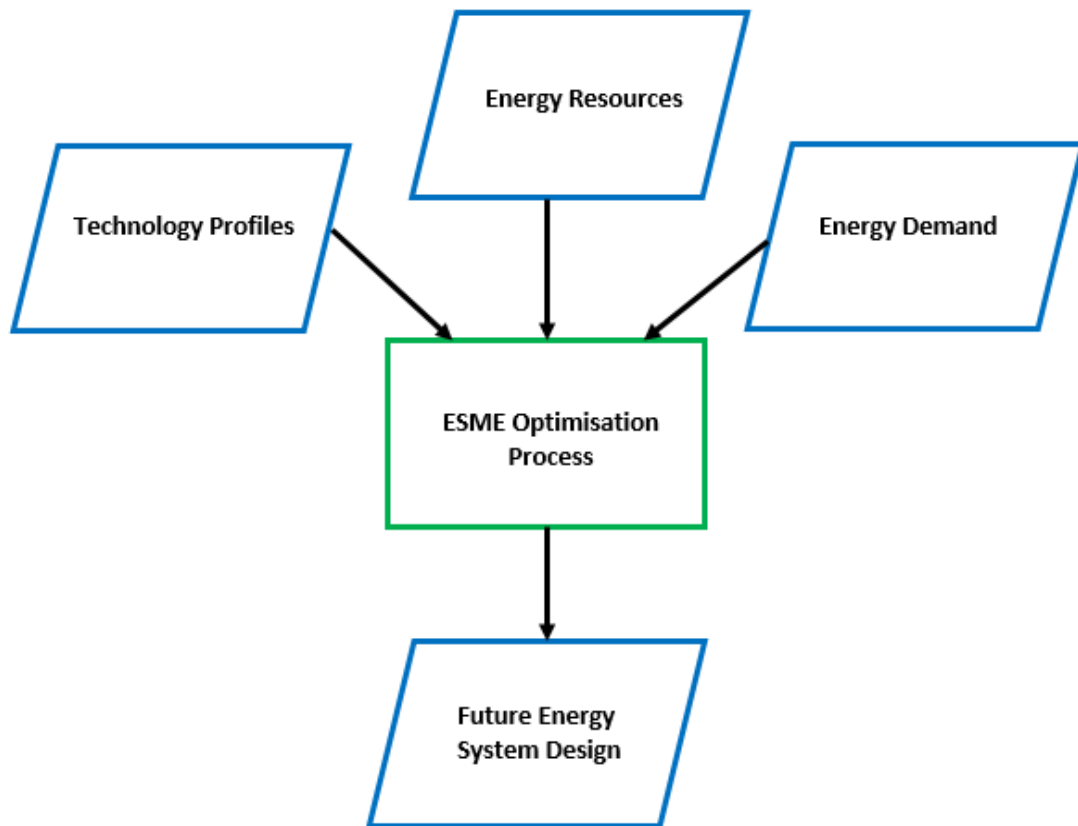 Energy Resources
Technology Profiles
Energy Demand
ESME Optimisation
Process
Future Energy
System Design